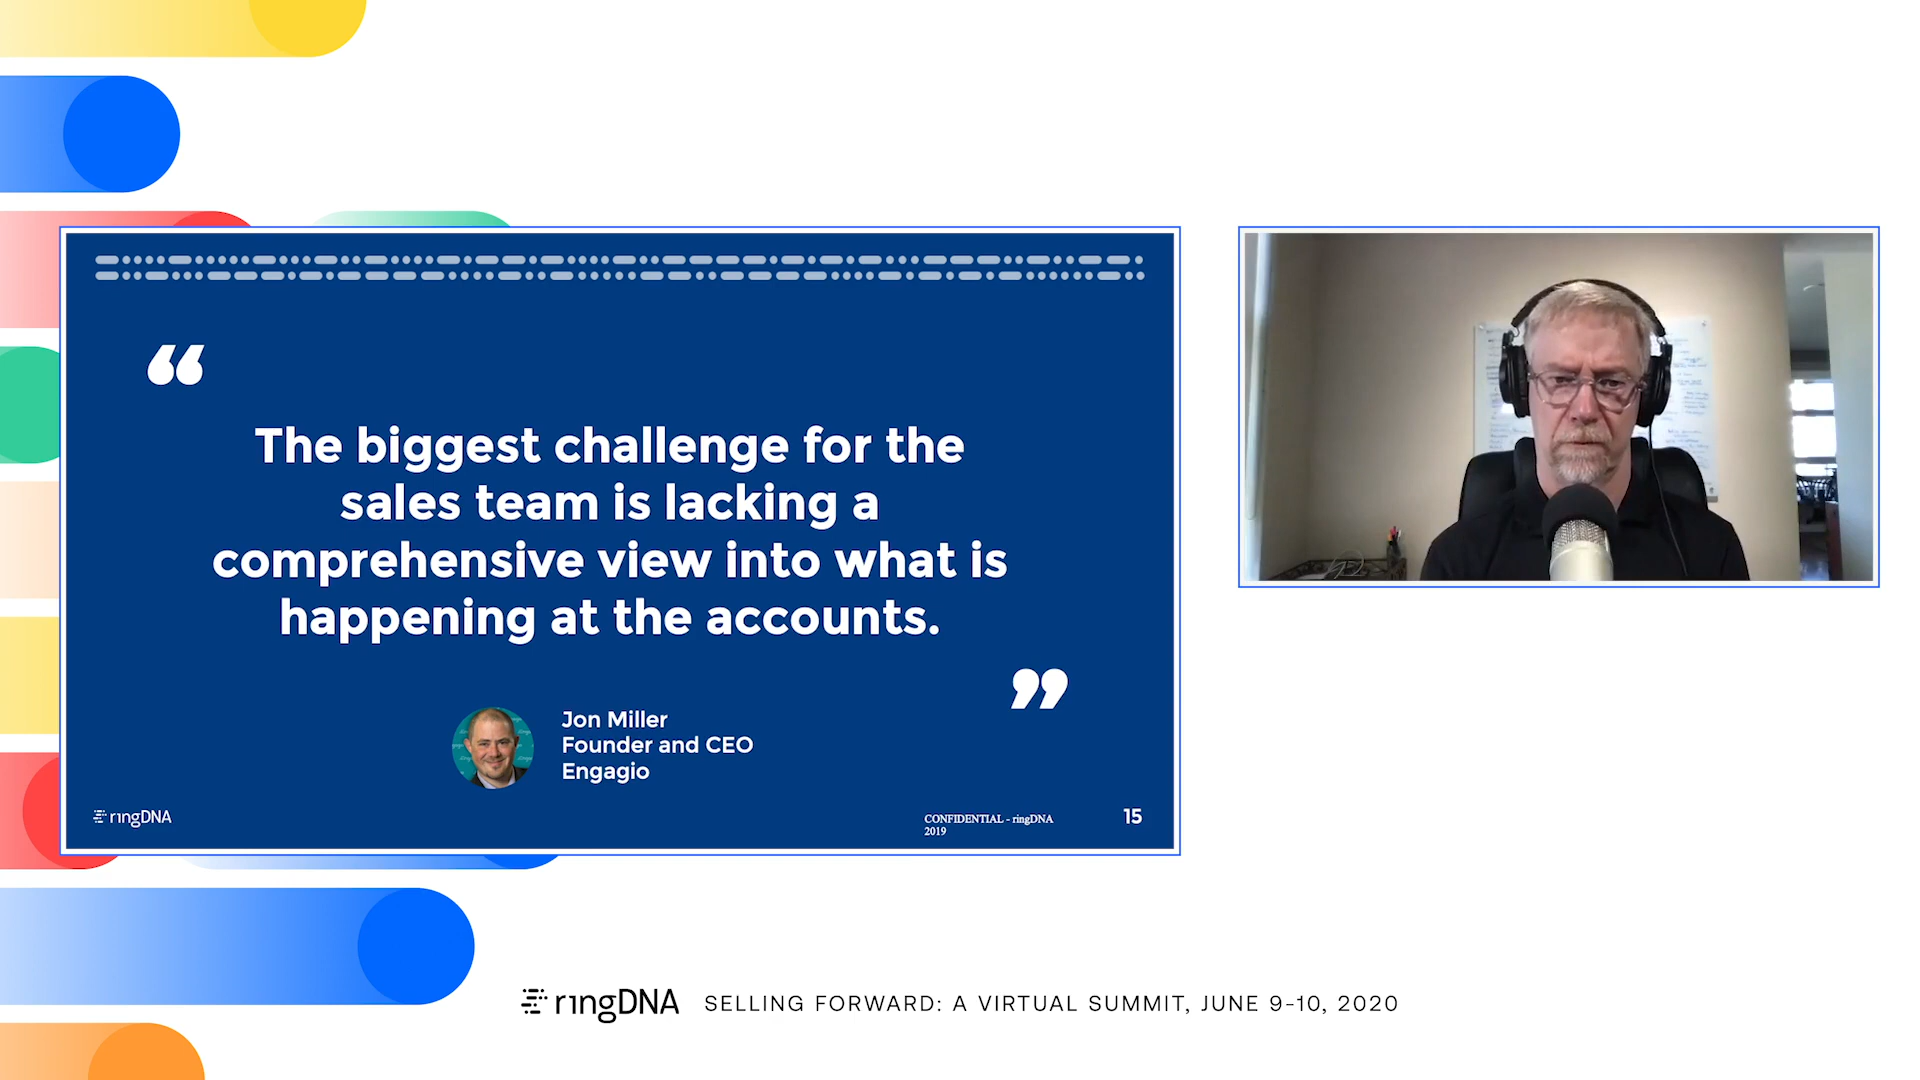 “
The biggest challenge for the
sales team is lacking a
comprehensive view into what is
happening at the accounts.
”
Jon Miller
Founder and CEO
Engagio
ringDNA
CONFIDENTIAL - ringDNA
2019
15
ringDNA SELLING FORWARD: A VIRTUAL SUMMIT, JUNE 9-10, 2020